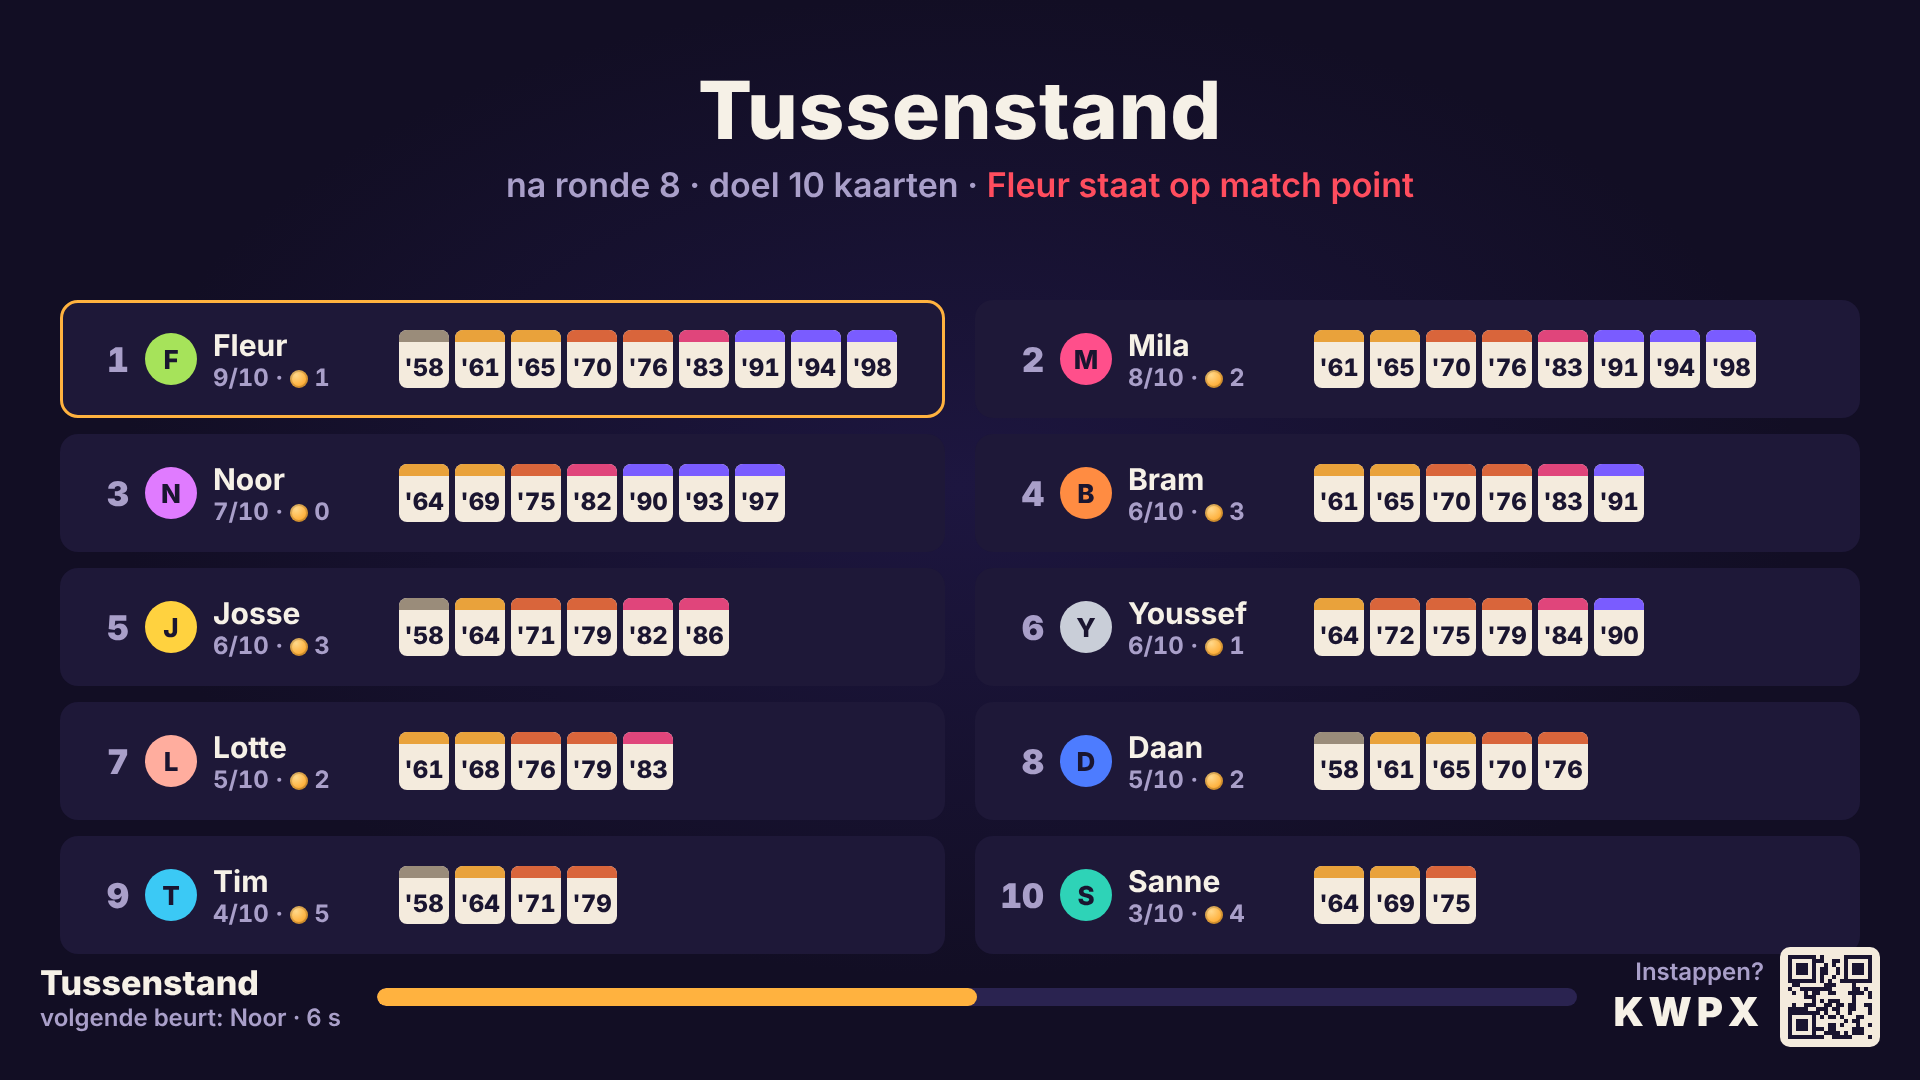 Tussenstand
na ronde 8 · doel 10 kaarten · Fleur staat op match point
1 F Fleur
9/10 · 1
'58 '61 '65 '70 '76 '83 '91 '94 '98
2 M Mila
8/10 · 2
'61 '65 '70 '76 '83 '91 '94 '98
3 N Noor
7/10 · 0
'64 '69 '75 '82 '90 '93 '97
4 B Bram
6/10 · 3
'61 '65 '70 '76 '83 '91
5 J Josse
6/10 · 3
'58 '64 '71 '79 '82 '86
6 Y Youssef
6/10 · 1
'64 '72 '75 '79 '84 '90
7 L Lotte
5/10 · 2
'61 '68 '76 '79 '83
8 D Daan
5/10 · 2
'58 '61 '65 '70 '76
9 T Tim
4/10 · 5
'58 '64 '71 '79
10 S Sanne
3/10 · 4
'64 '69 '75
Tussenstand
volgende beurt: Noor · 6 s
Instappen?
KWPX